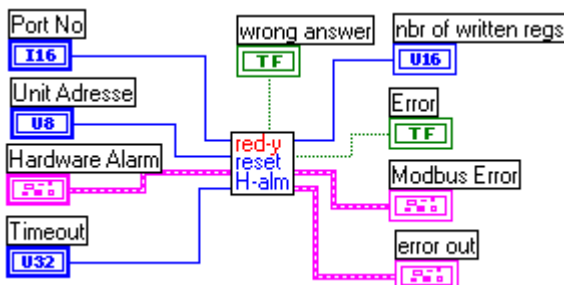 Port No
I16
Unit Adresse
U8
Hardware Alarm
Timeout
U32
wrong answer
TF
red-y
reset
H-alm
nbr of written regs
U16
Error
TF
Modbus Error
error out